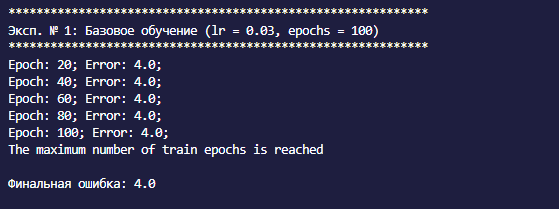 ************************************************************
Эксп. № 1: Базовое обучение (lr = 0.03, epochs = 100)
************************************************************
Epoch: 20; Error: 4.0;
Epoch: 40; Error: 4.0;
Epoch: 60; Error: 4.0;
Epoch: 80; Error: 4.0;
Epoch: 100; Error: 4.0;
The maximum number of train epochs is reached
Финальная ошибка: 4.0